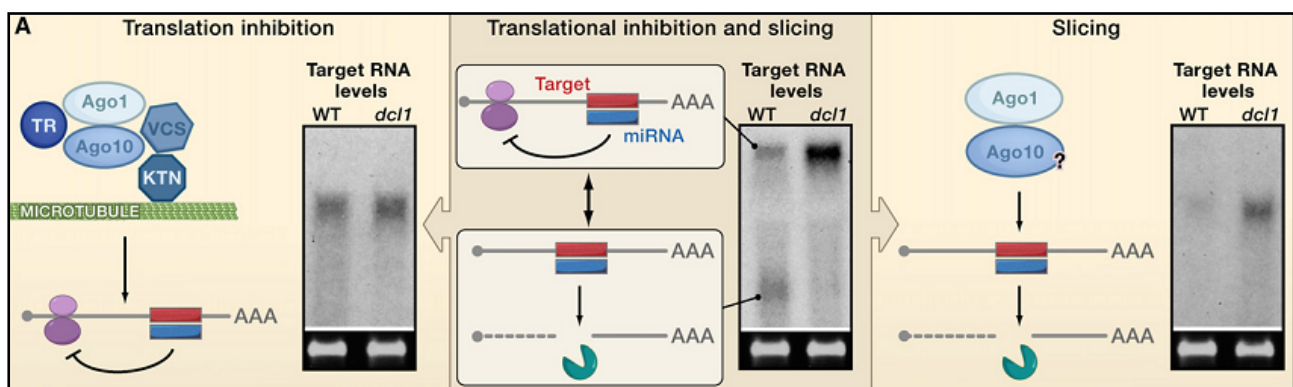 A
Translation inhibition
TR
Ago1
Ago10
VCS
KTN
MICROTUBULE
AAA
Target RNA
levels
WT dcl1
Translational inhibition and slicing
Target
AAA
miRNA
AAA
AAA
Target RNA
levels
WT dcl1
Slicing
Ago1
Ago10 ?
AAA
AAA
Target RNA
levels
WT dcl1